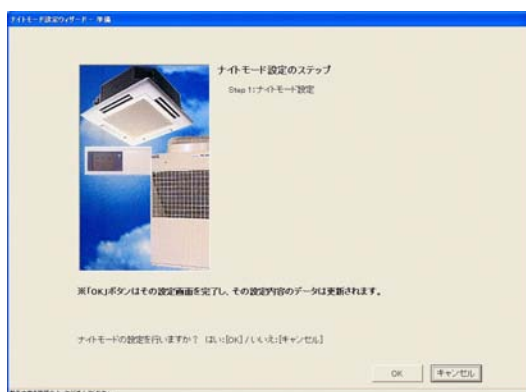 ナイトモード設定ウィザード - 準備
ナイトモード設定のステップ
Step 1:ナイトモード設定
※「OK」ボタンはその設定画面を完了し、その設定内容のデータは更新されます。
ナイトモードの設定を行いますか? はい:[OK] / いいえ:[キャンセル]
OK
キャンセル